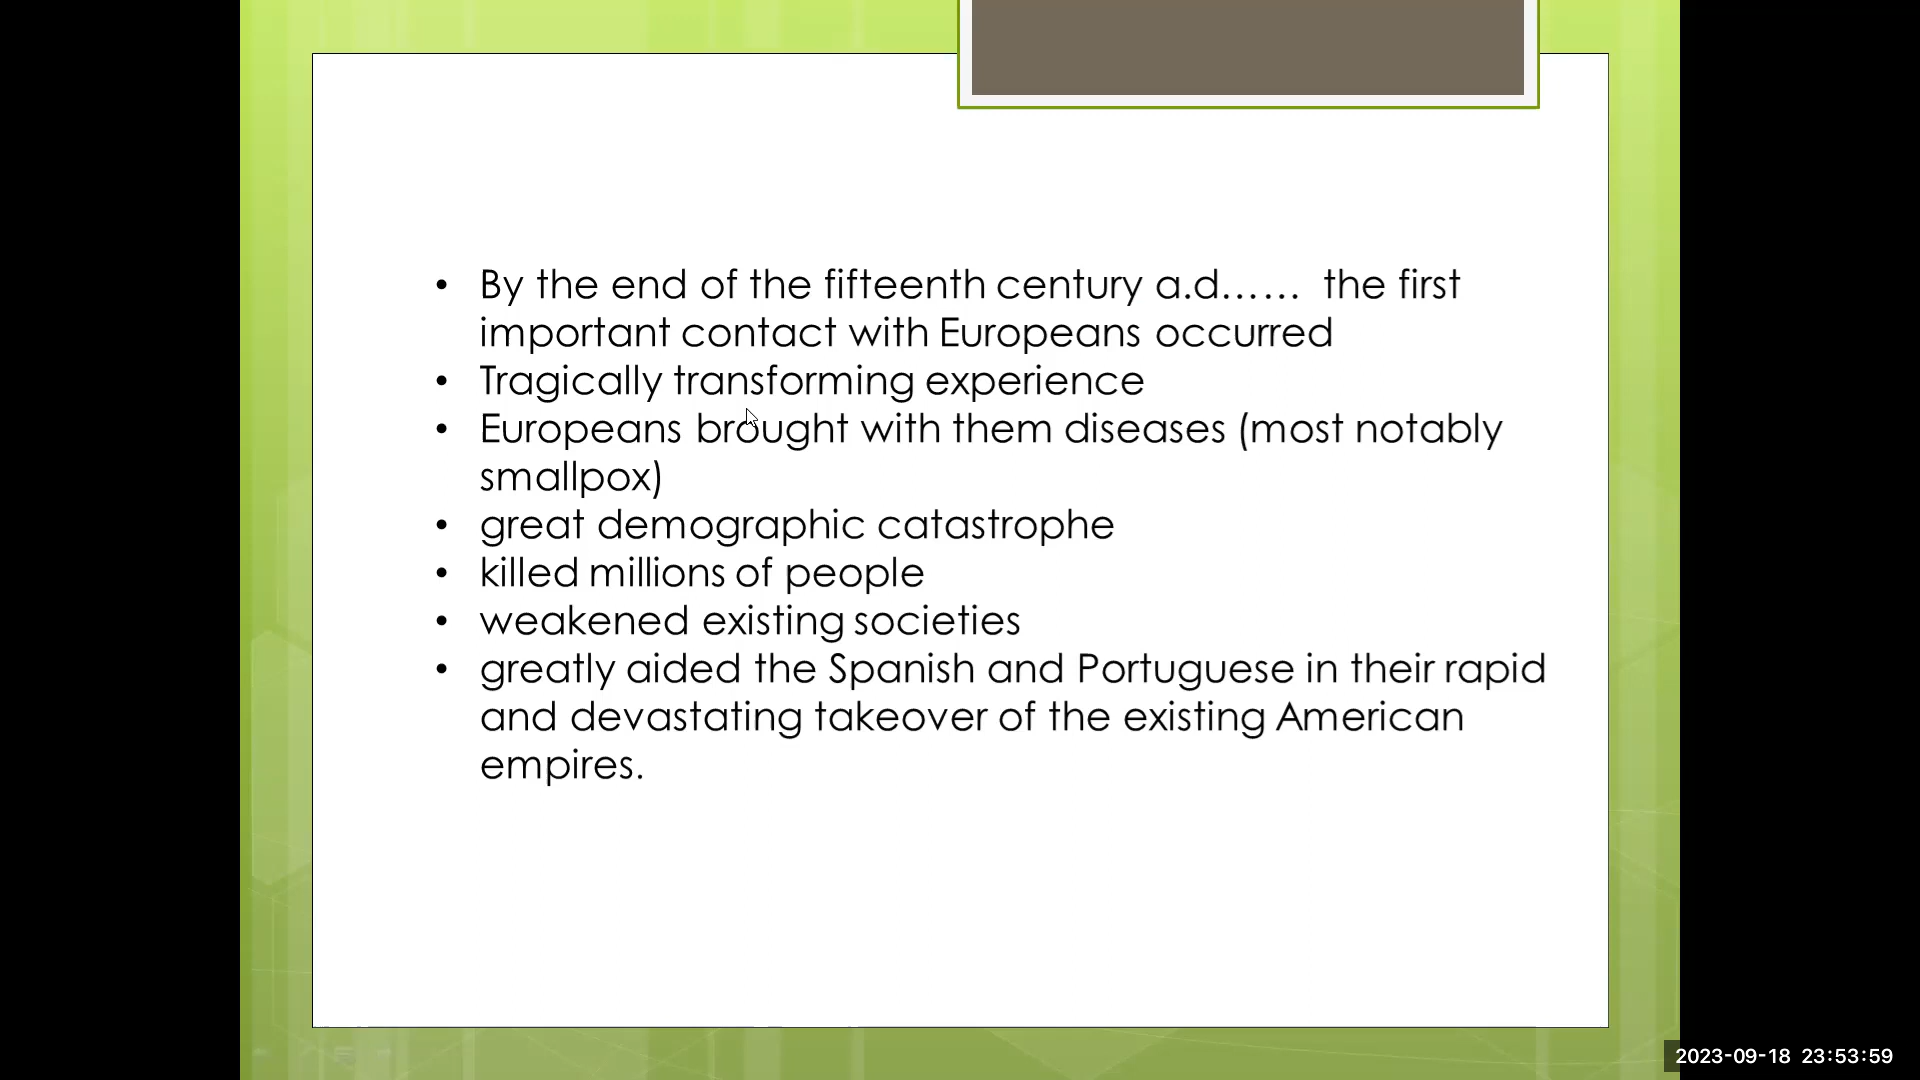 • By the end of the fifteenth century a.d...... the first
important contact with Europeans occurred
• Tragically transforming experience
• Europeans brought with them diseases (most notably
smallpox)
• great demographic catastrophe
• killed millions of people
• weakened existing societies
• greatly aided the Spanish and Portuguese in their rapid
and devastating takeover of the existing American
empires.
2023-09-18 23:53:59